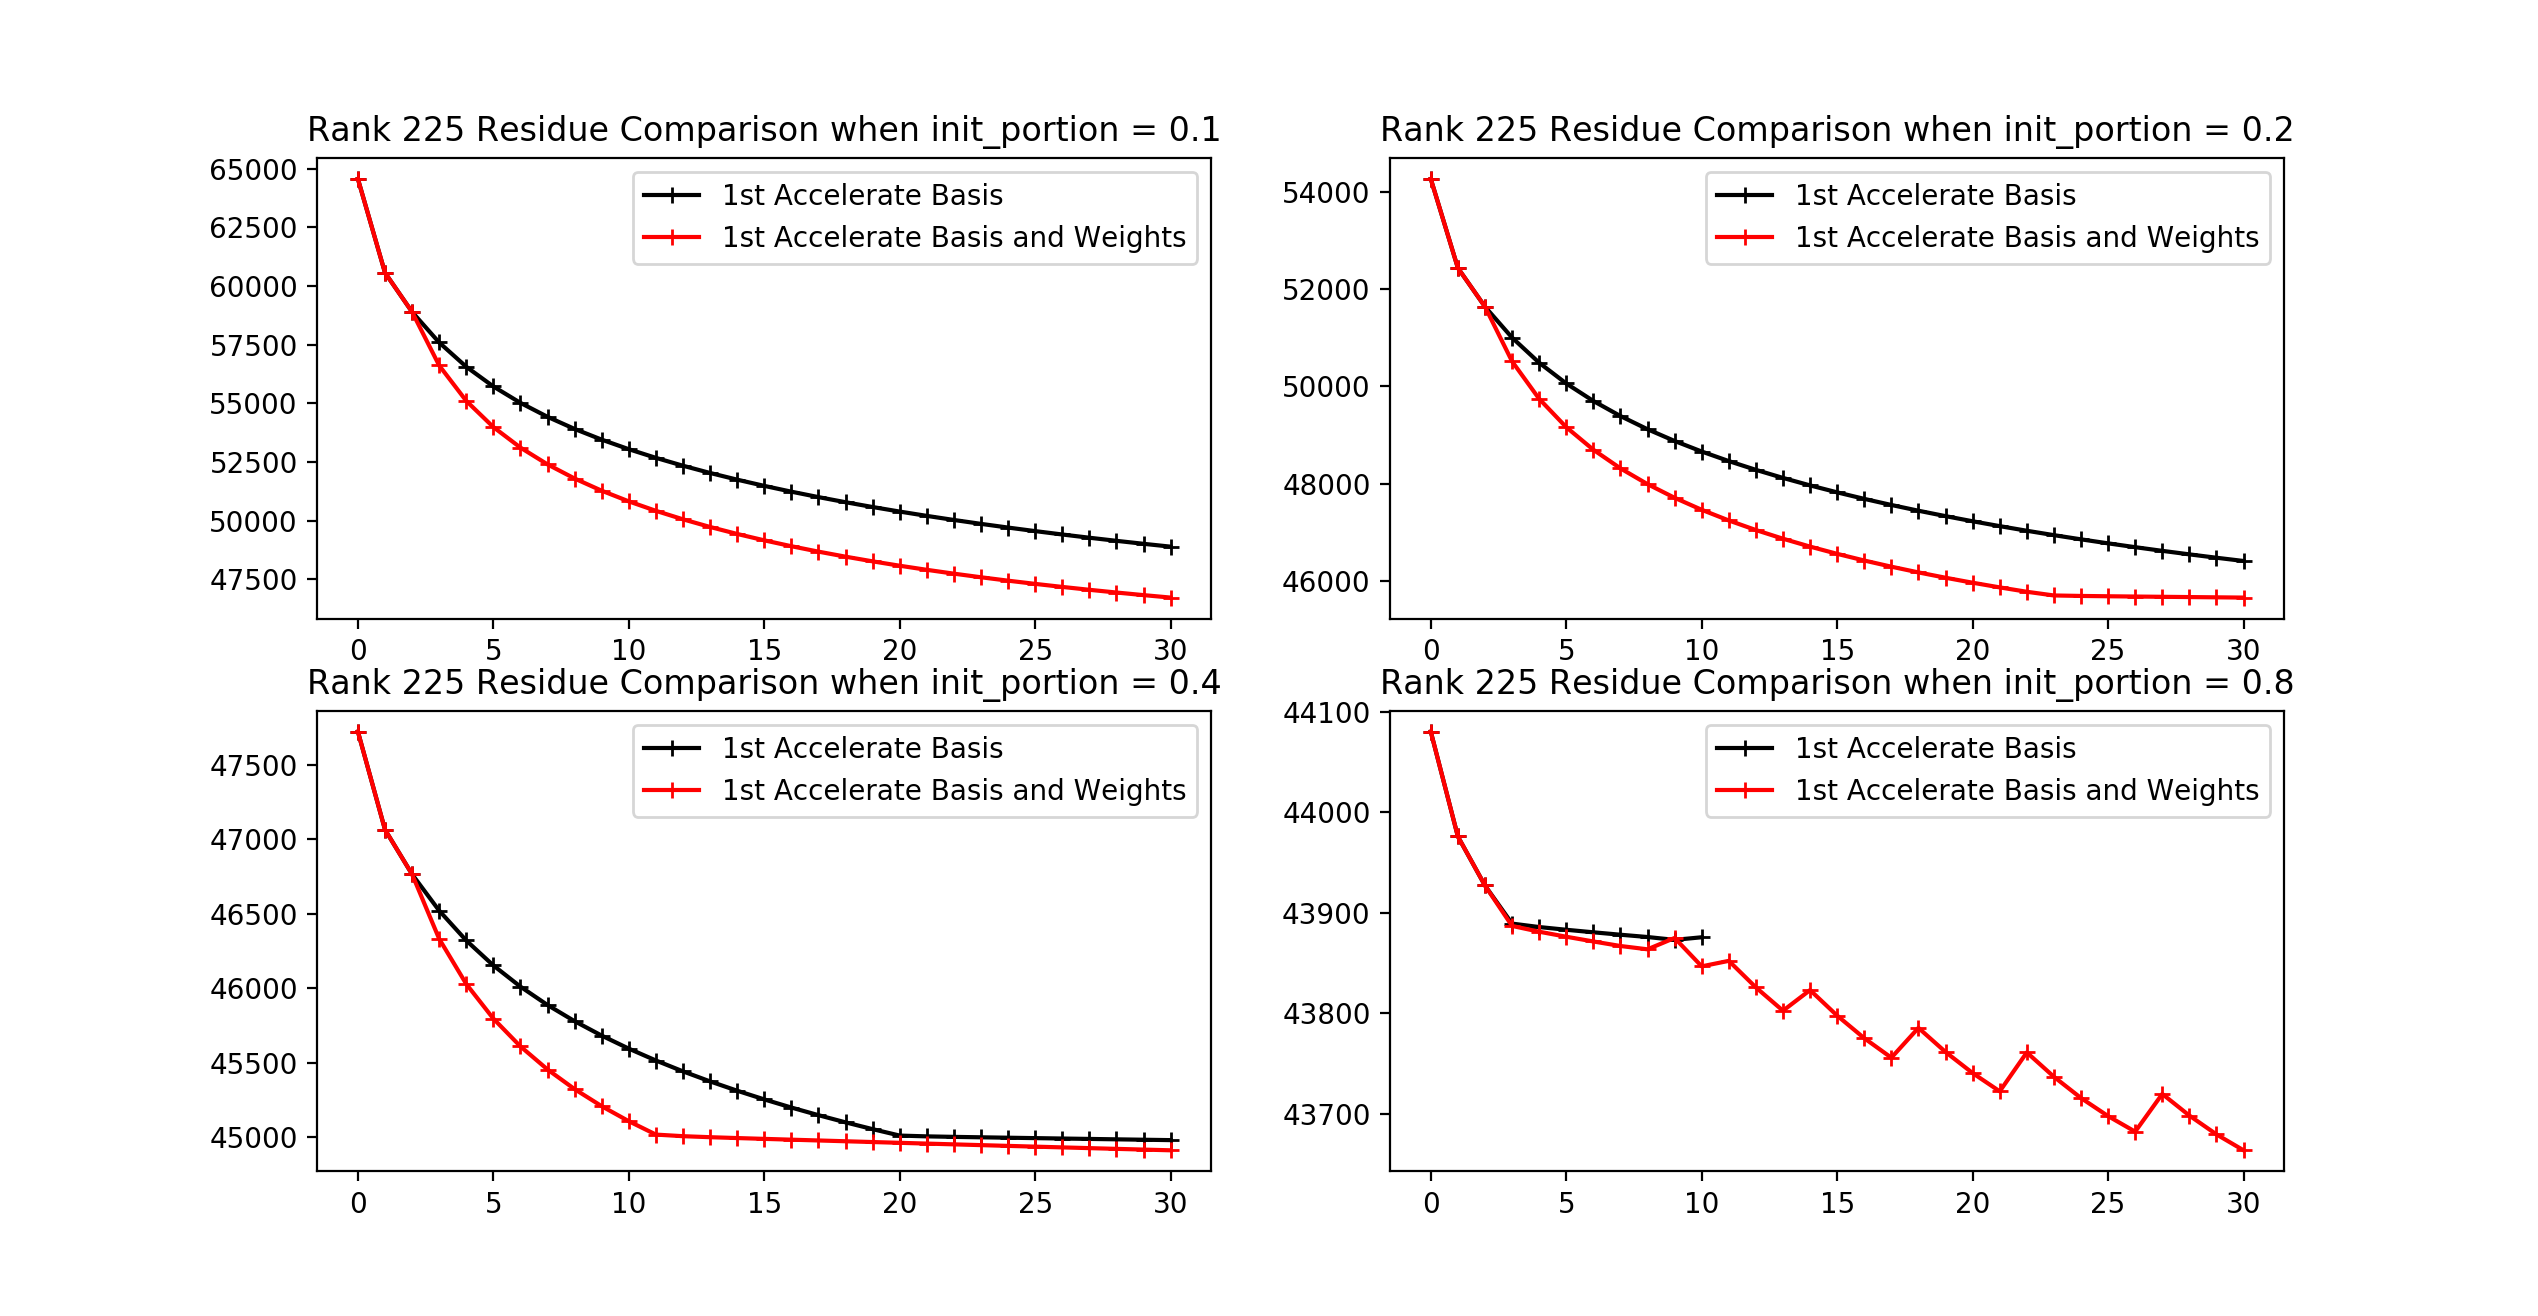 Rank 225 Residue Comparison when init_portion = 0.1
65000
62500
60000
57500
55000
52500
50000
47500
1st Accelerate Basis
1st Accelerate Basis and Weights
0 5 10 15 20 25 30
Rank 225 Residue Comparison when init_portion = 0.2
54000
52000
50000
48000
46000
1st Accelerate Basis
1st Accelerate Basis and Weights
0 5 10 15 20 25 30
Rank 225 Residue Comparison when init_portion = 0.4
47500
47000
46500
46000
45500
45000
1st Accelerate Basis
1st Accelerate Basis and Weights
0 5 10 15 20 25 30
Rank 225 Residue Comparison when init_portion = 0.8
44100
44000
43900
43800
43700
1st Accelerate Basis
1st Accelerate Basis and Weights
0 5 10 15 20 25 30